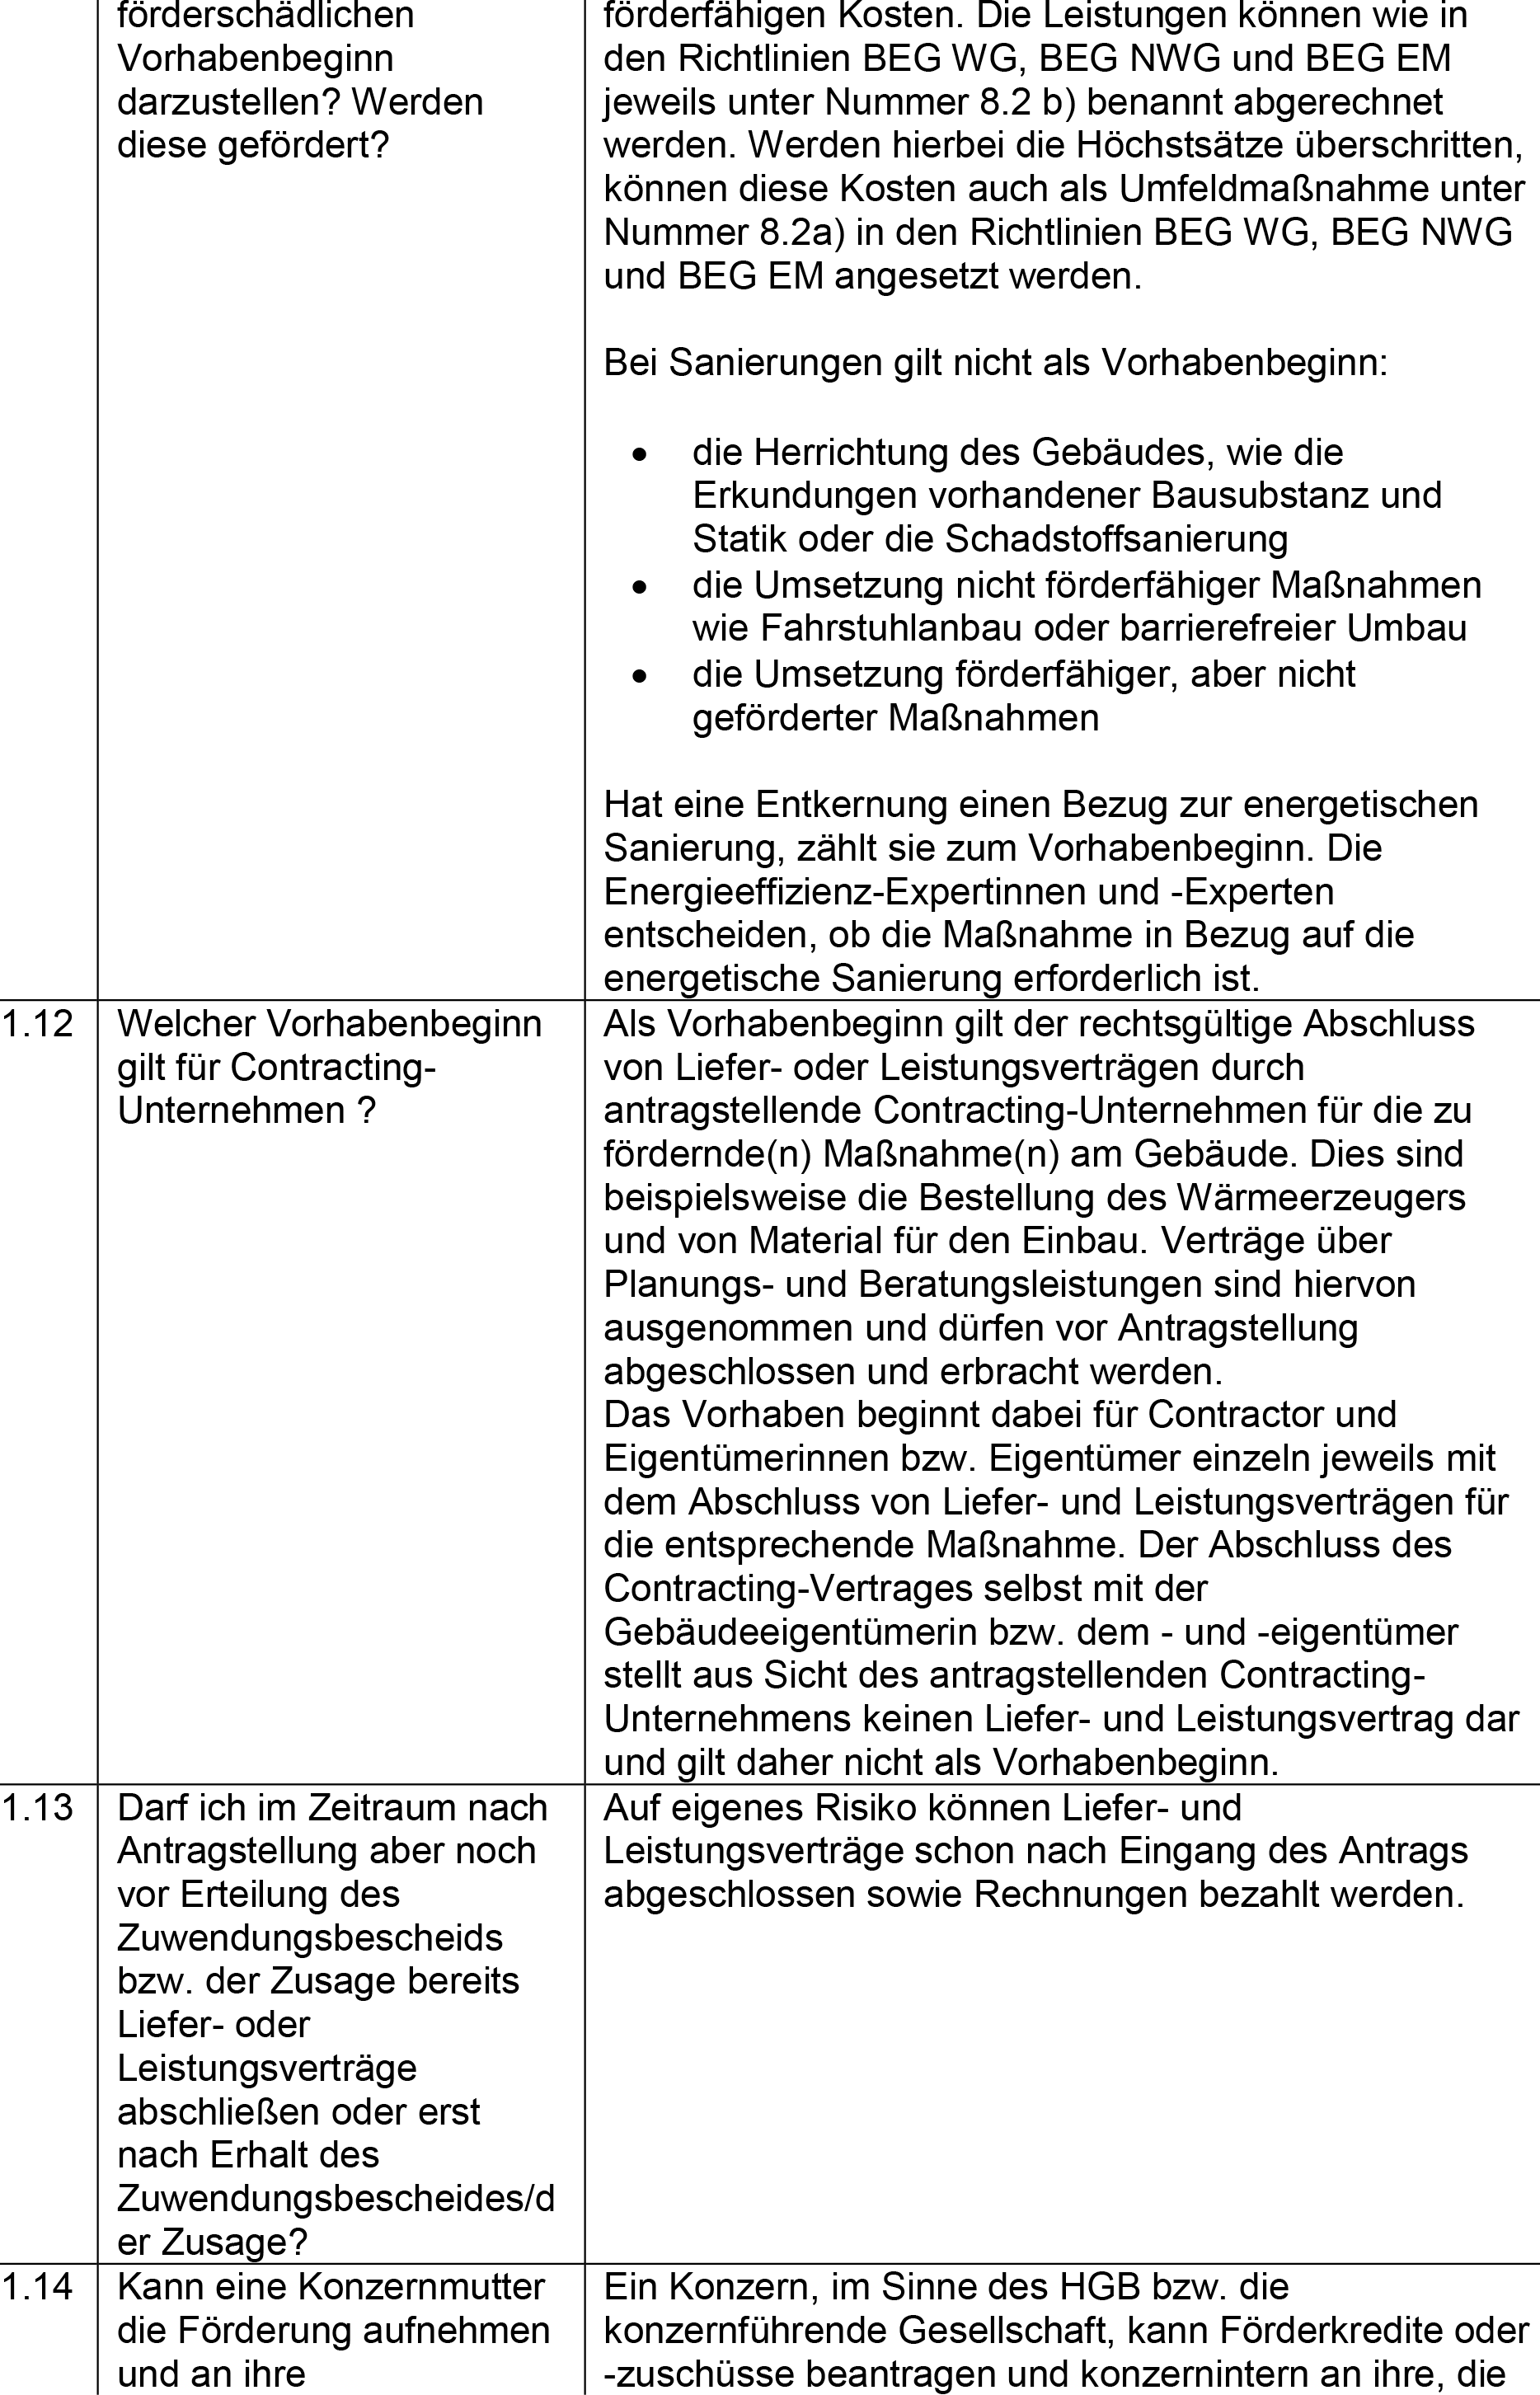 förderschädlichen
Vorhabenbeginn
darzustellen? Werden
diese gefördert?
förderfähigen Kosten. Die Leistungen können wie in
den Richtlinien BEG WG, BEG NWG und BEG EM
jeweils unter Nummer 8.2 b) benannt abgerechnet
werden. Werden hierbei die Höchstsätze überschritten,
können diese Kosten auch als Umfeldmaßnahme unter
Nummer 8.2a) in den Richtlinien BEG WG, BEG NWG
und BEG EM angesetzt werden.
Bei Sanierungen gilt nicht als Vorhabenbeginn:
• die Herrichtung des Gebäudes, wie die
Erkundungen vorhandener Bausubstanz und
Statik oder die Schadstoffsanierung
• die Umsetzung nicht förderfähiger Maßnahmen
wie Fahrstuhlanbau oder barrierefreier Umbau
• die Umsetzung förderfähiger, aber nicht
geförderter Maßnahmen
Hat eine Entkernung einen Bezug zur energetischen
Sanierung, zählt sie zum Vorhabenbeginn. Die
Energieeffizienz-Expertinnen und -Experten
entscheiden, ob die Maßnahme in Bezug auf die
energetische Sanierung erforderlich ist.
1.12
Welcher Vorhabenbeginn
gilt für Contracting-
Unternehmen ?
Als Vorhabenbeginn gilt der rechtsgültige Abschluss
von Liefer- oder Leistungsverträgen durch
antragstellende Contracting-Unternehmen für die zu
fördernde(n) Maßnahme(n) am Gebäude. Dies sind
beispielsweise die Bestellung des Wärmeerzeugers
und von Material für den Einbau. Verträge über
Planungs- und Beratungsleistungen sind hiervon
ausgenommen und dürfen vor Antragstellung
abgeschlossen und erbracht werden.
Das Vorhaben beginnt dabei für Contractor und
Eigentümerinnen bzw. Eigentümer einzeln jeweils mit
dem Abschluss von Liefer- und Leistungsverträgen für
die entsprechende Maßnahme. Der Abschluss des
Contracting-Vertrages selbst mit der
Gebäudeeigentümerin bzw. dem - und -eigentümer
stellt aus Sicht des antragstellenden Contracting-
Unternehmens keinen Liefer- und Leistungsvertrag dar
und gilt daher nicht als Vorhabenbeginn.
1.13
Darf ich im Zeitraum nach
Antragstellung aber noch
vor Erteilung des
Zuwendungsbescheids
bzw. der Zusage bereits
Liefer- oder
Leistungsverträge
abschließen oder erst
nach Erhalt des
Zuwendungsbescheides/d
er Zusage?
Auf eigenes Risiko können Liefer- und
Leistungsverträge schon nach Eingang des Antrags
abgeschlossen sowie Rechnungen bezahlt werden.
1.14
Kann eine Konzernmutter
die Förderung aufnehmen
und an ihre
Ein Konzern, im Sinne des HGB bzw. die
konzernführende Gesellschaft, kann Förderkredite oder
-zuschüsse beantragen und konzernintern an ihre, die